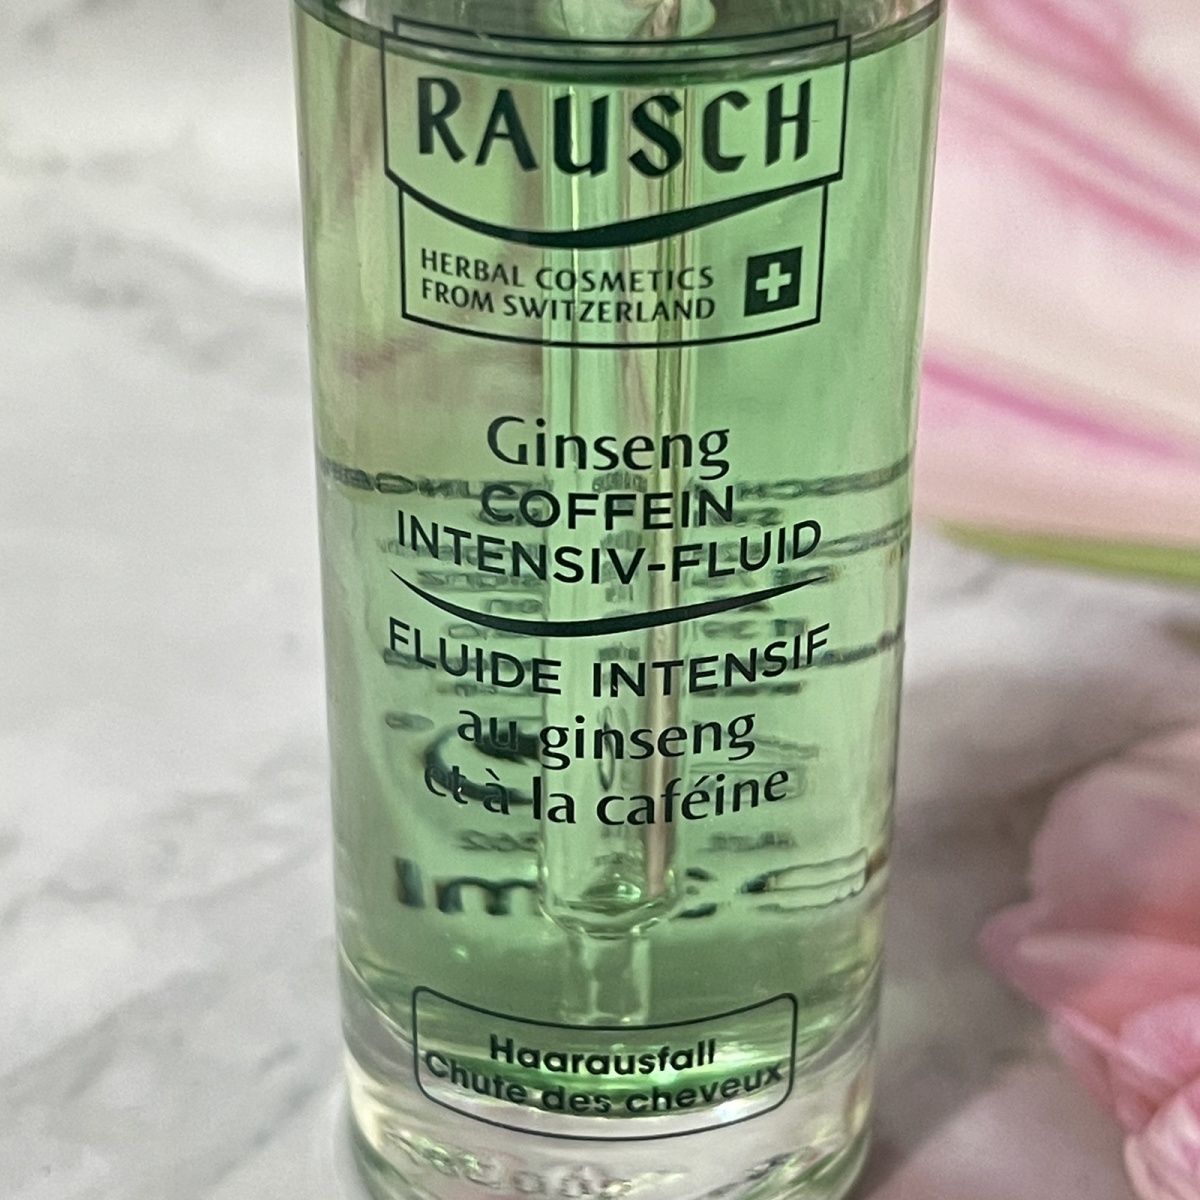 RAUSCH
HERBAL COSMETICS
FROM SWITZERLAND
Ginseng
COFFEIN
INTENSIV-FLUID
FLUIDE INTENSIF
au ginseng
et à la caféine
Haarausfall
Chute des cheveux